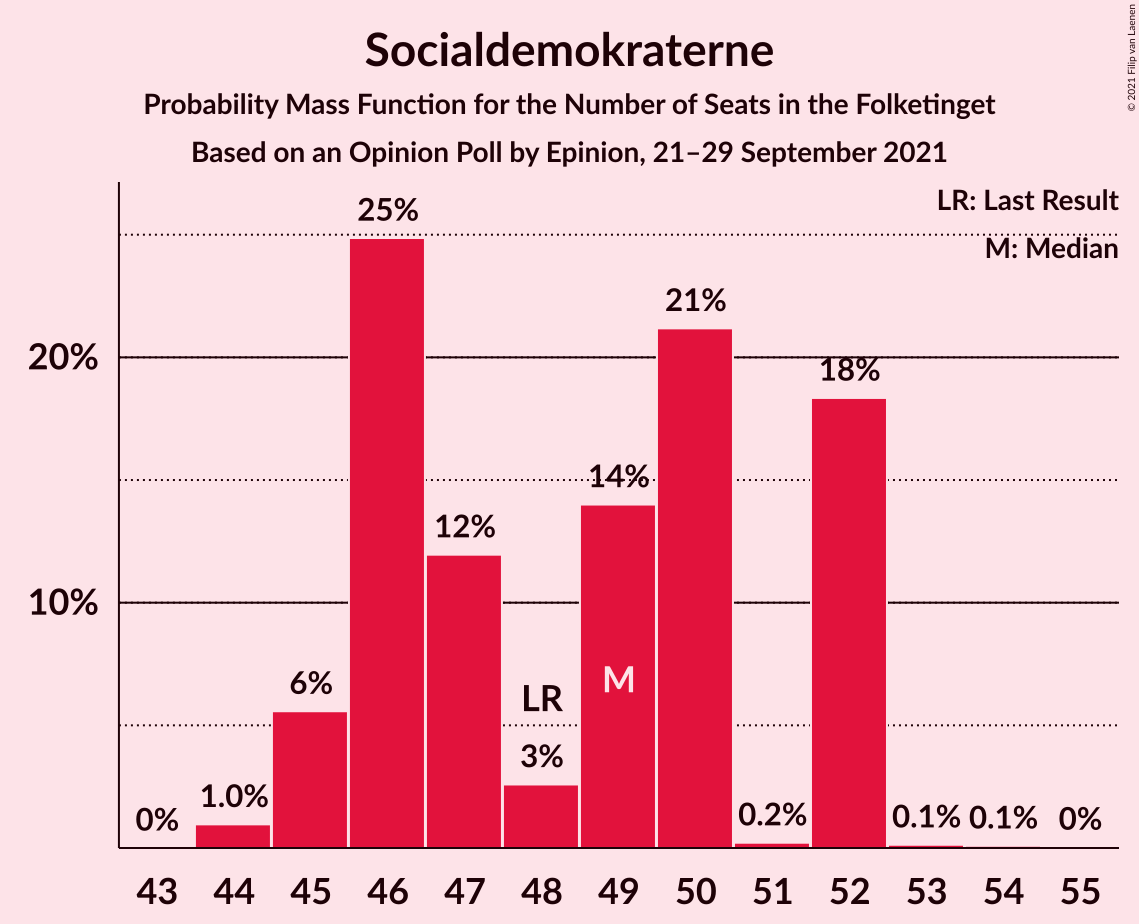 Socialdemokraterne
Probability Mass Function for the Number of Seats in the Folketinget
Based on an Opinion Poll by Epinion, 21–29 September 2021
© 2021 Filip van Laenen
LR: Last Result
M: Median
20%
10%
0%
1.0%
6%
25%
12%
LR
3%
14%
M
21%
0.2%
18%
0.1%
0.1%
0%
43 44 45 46 47 48 49 50 51 52 53 54 55